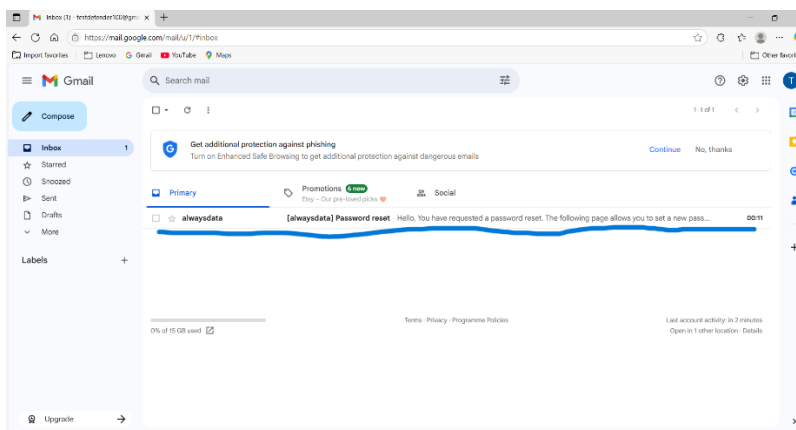 Inbox (1) - testdefender100@gm
https://mail.google.com/mail/u/1/#inbox
Import favorites Lenovo Gmail YouTube Maps Other favori
Gmail
Search mail
Compose
1-1 of 1
Inbox 1
Starred
Snoozed
Sent
Drafts
More
Labels
Get additional protection against phishing
Turn on Enhanced Safe Browsing to get additional protection against dangerous emails
Continue No, thanks
Primary
Promotions 6 new
Etsy – Our pre-loved picks
Social
alwaysdata [alwaysdata] Password reset - Hello, You have requested a password reset. The following page allows you to set a new pass... 00:11
0% of 15 GB used
Terms · Privacy · Programme Policies
Last account activity: in 2 minutes
Open in 1 other location · Details
Upgrade
T